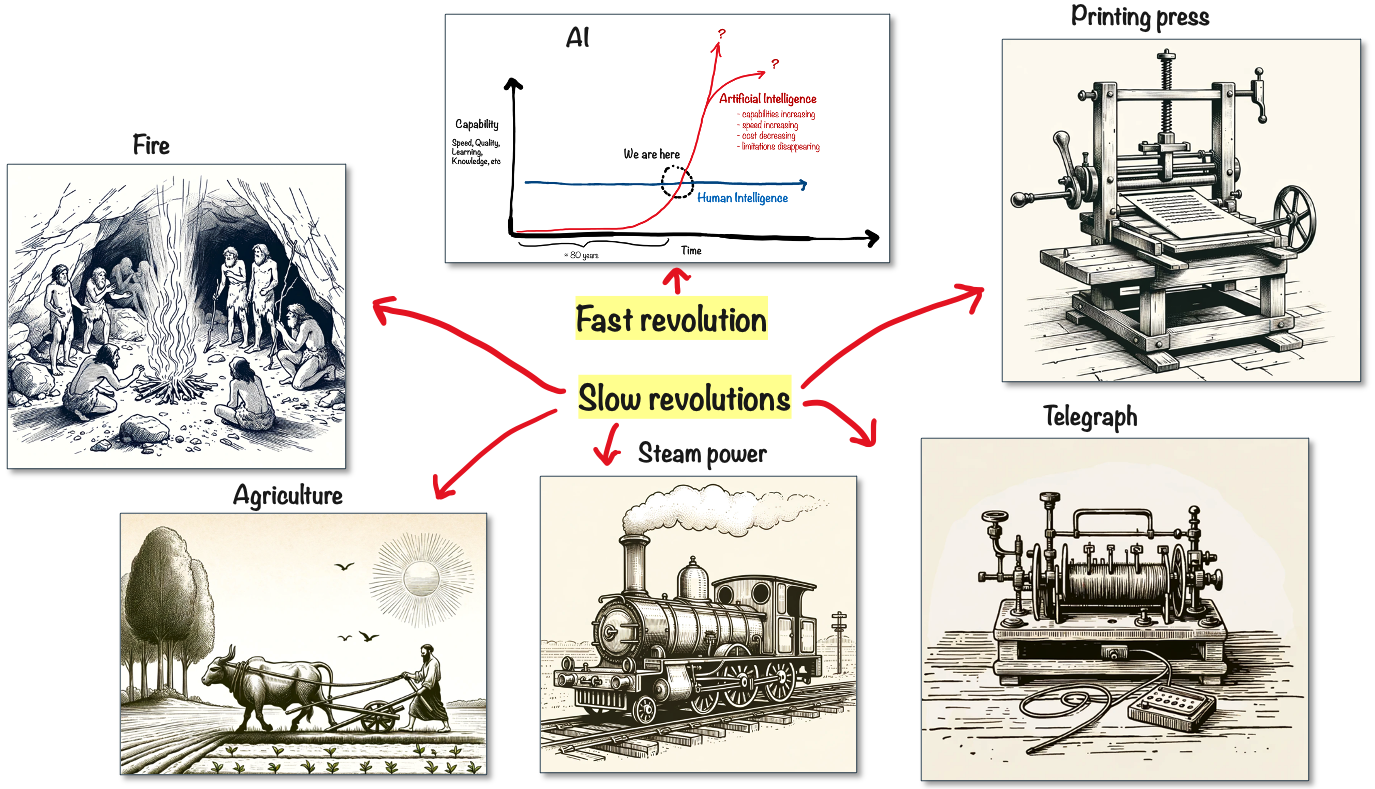 Printing press
AI
?
?
Artificial Intelligence
- capabilities increasing
- speed increasing
- cost decreasing
- limitations disappearing
Capability
Speed, Quality,
Learning,
Knowledge, etc
We are here
Human Intelligence
Time
≈ 80 years
Fire
Fast revolution
Slow revolutions
Telegraph
Steam power
Agriculture